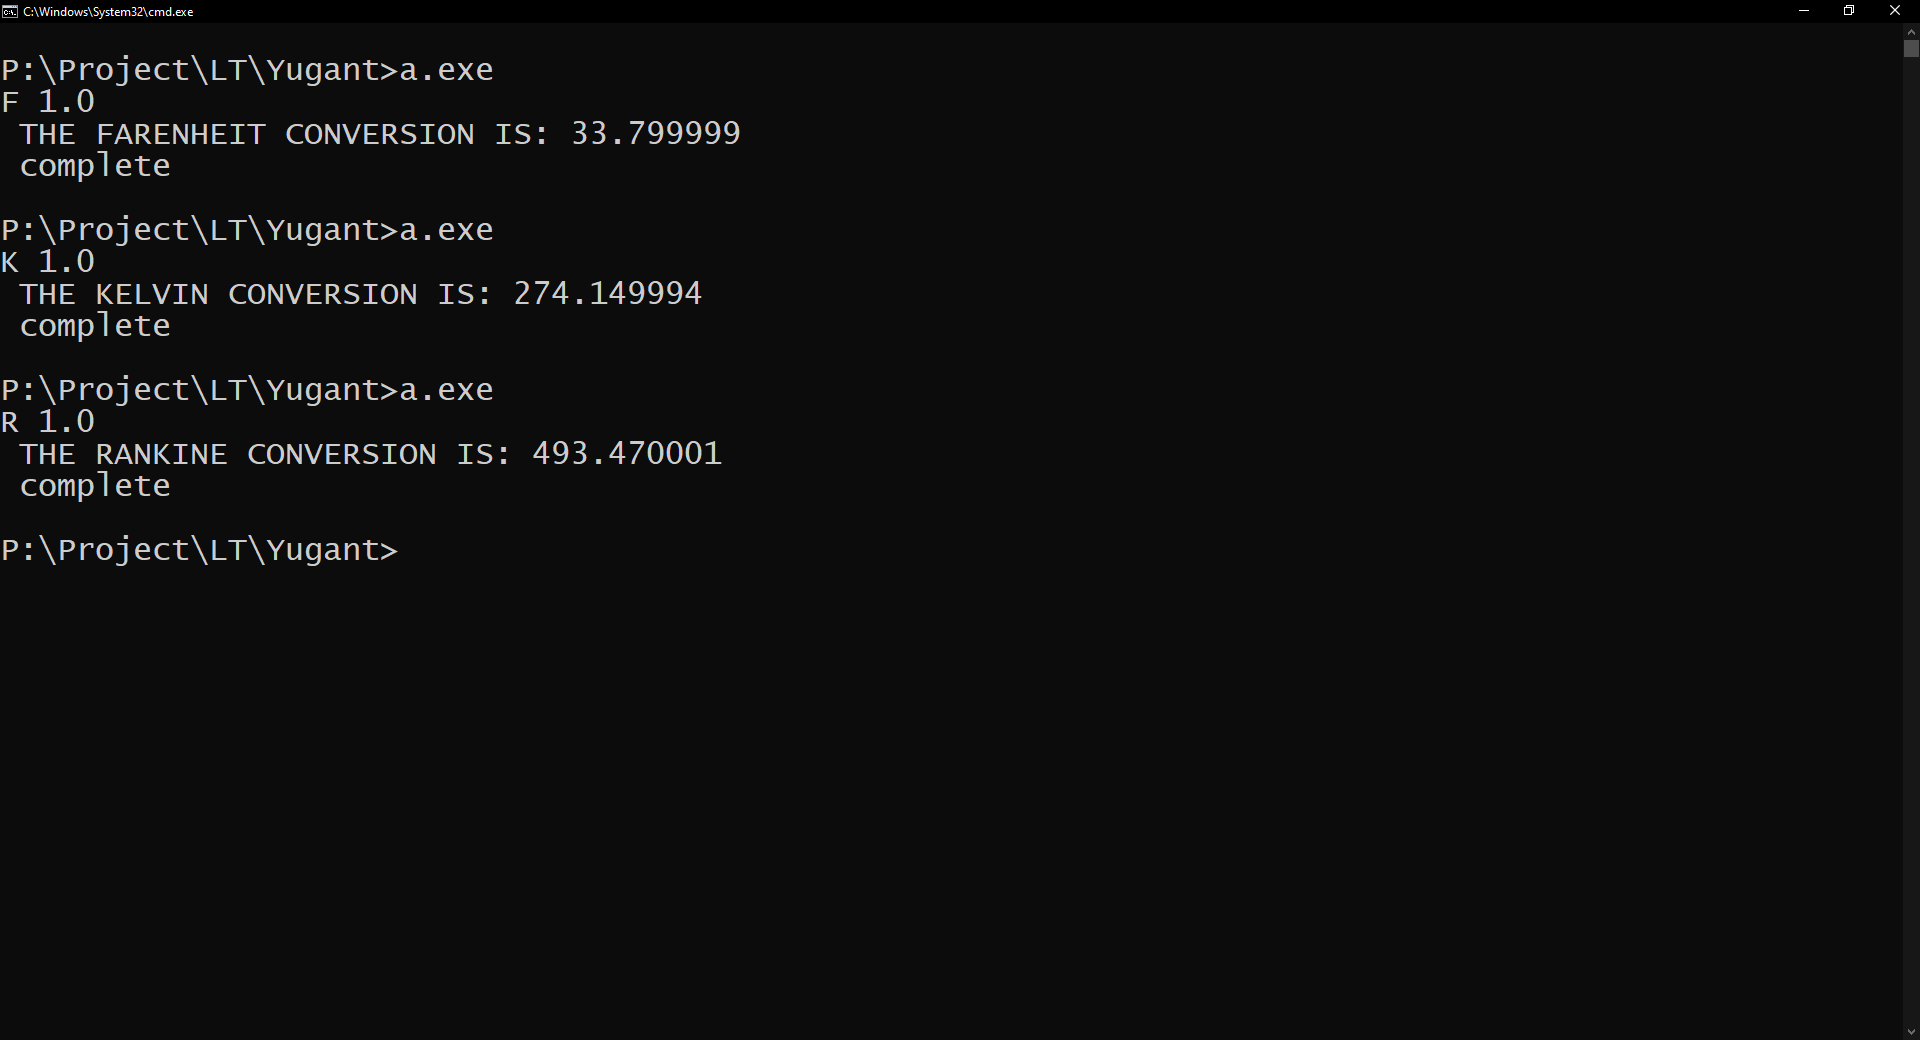 C:\Windows\System32\cmd.exe
P:\Project\LT\Yugant>a.exe
F 1.0
THE FARENHEIT CONVERSION IS: 33.799999
complete
P:\Project\LT\Yugant>a.exe
K 1.0
THE KELVIN CONVERSION IS: 274.149994
complete
P:\Project\LT\Yugant>a.exe
R 1.0
THE RANKINE CONVERSION IS: 493.470001
complete
P:\Project\LT\Yugant>